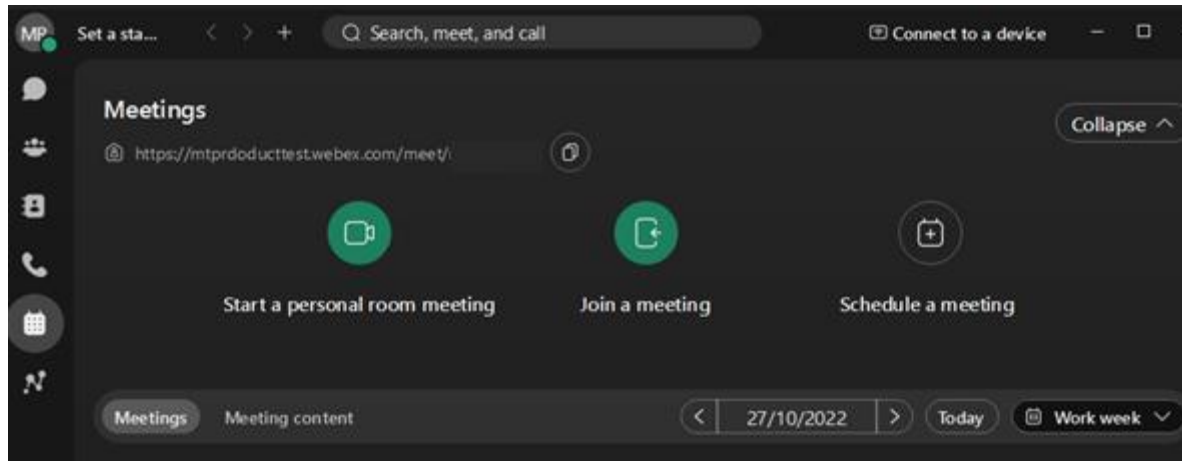 MP Set a sta... Search, meet, and call Connect to a device
Meetings
Collapse
https://mtprdoducttest.webex.com/meet/
Start a personal room meeting Join a meeting Schedule a meeting
Meetings Meeting content 27/10/2022 Today Work week